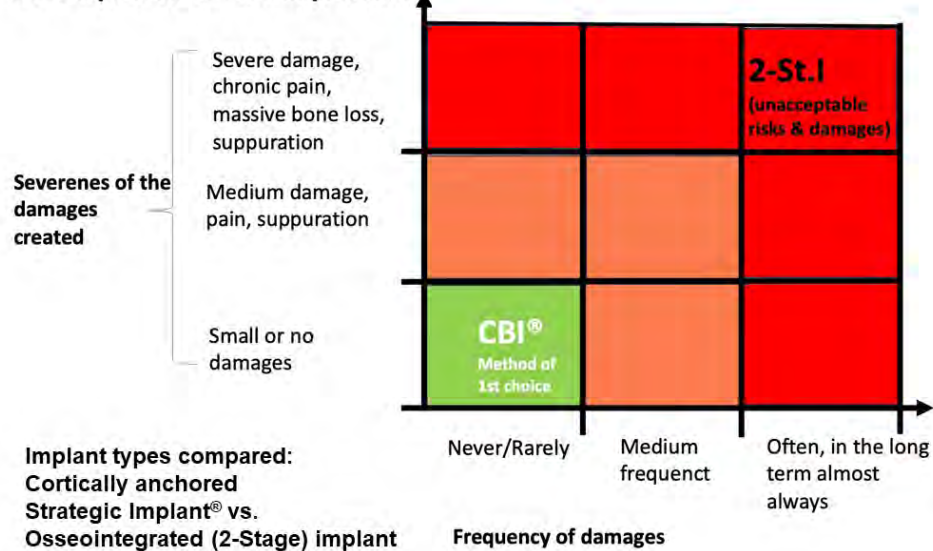 Severe damage,
chronic pain,
massive bone loss,
suppuration
2-St.I
(unacceptable
risks & damages)
Severenes of the
damages
created
Medium damage,
pain, suppuration
Small or no
damages
CBI®
Method of
1st choice
Never/Rarely
Medium
frequenct
Often, in the long
term almost
always
Implant types compared:
Cortically anchored
Strategic Implant® vs.
Osseointegrated (2-Stage) implant
Frequency of damages